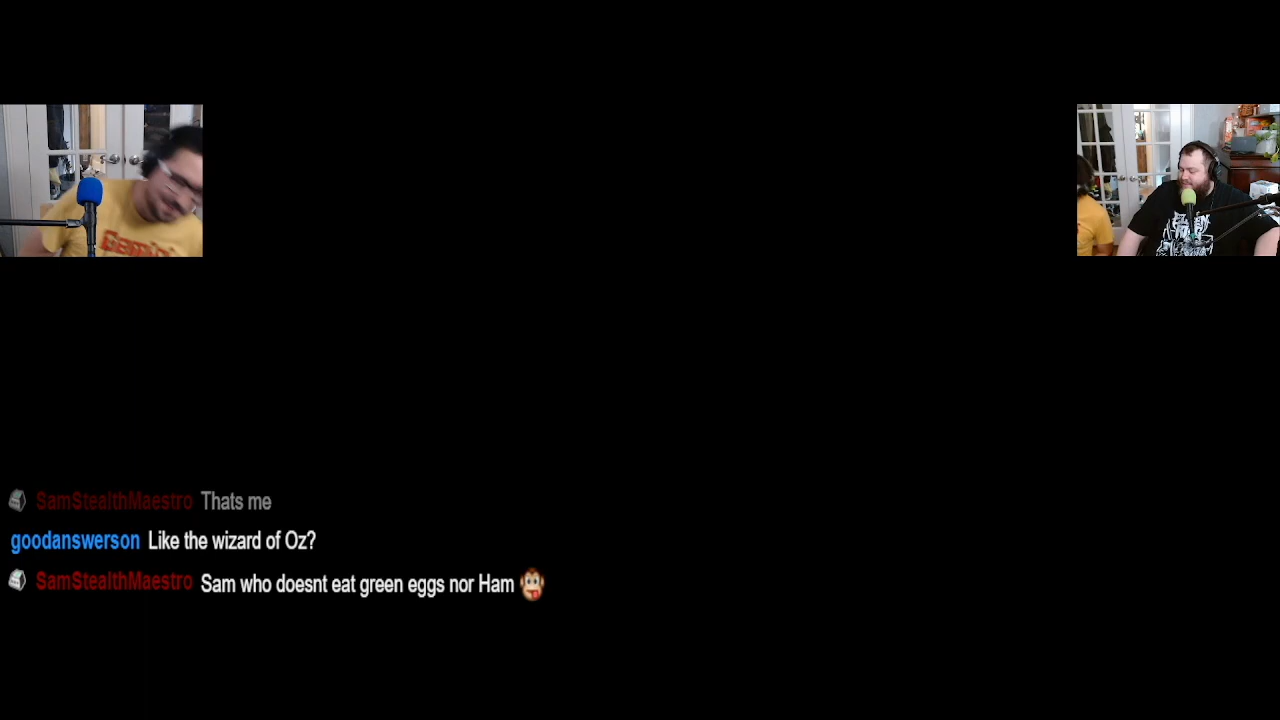 SamStealthMaestro Thats me
goodanswerson Like the wizard of Oz?
SamStealthMaestro Sam who doesnt eat green eggs nor Ham